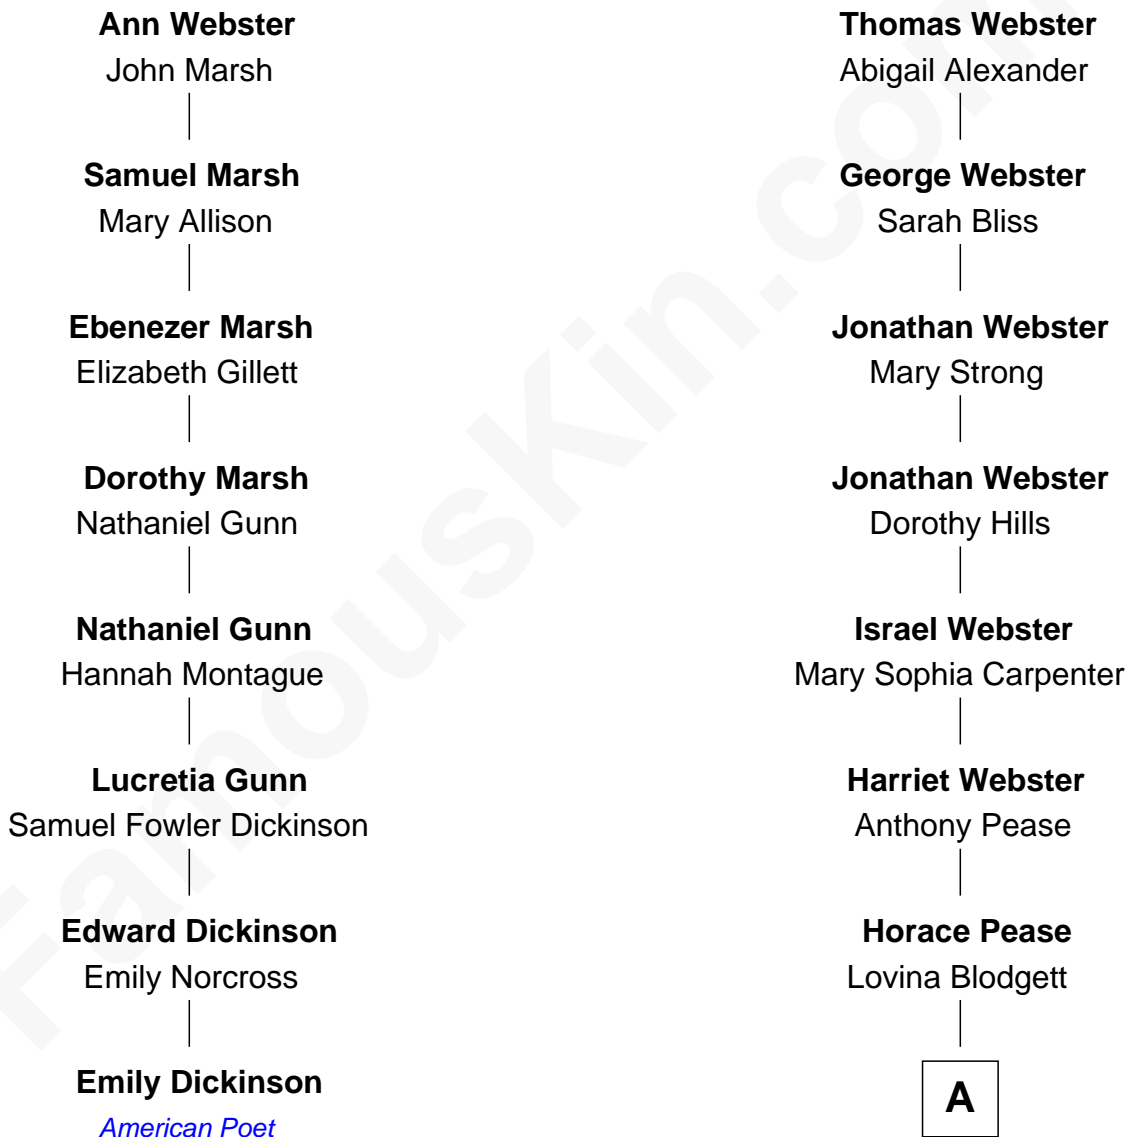 Ann Webster
John Marsh
Samuel Marsh
Mary Allison
Ebenezer Marsh
Elizabeth Gillett
Dorothy Marsh
Nathaniel Gunn
Nathaniel Gunn
Hannah Montague
Lucretia Gunn
Samuel Fowler Dickinson
Edward Dickinson
Emily Norcross
Emily Dickinson
American Poet
Thomas Webster
Abigail Alexander
George Webster
Sarah Bliss
Jonathan Webster
Mary Strong
Jonathan Webster
Dorothy Hills
Israel Webster
Mary Sophia Carpenter
Harriet Webster
Anthony Pease
Horace Pease
Lovina Blodgett
A
FamousKin.com